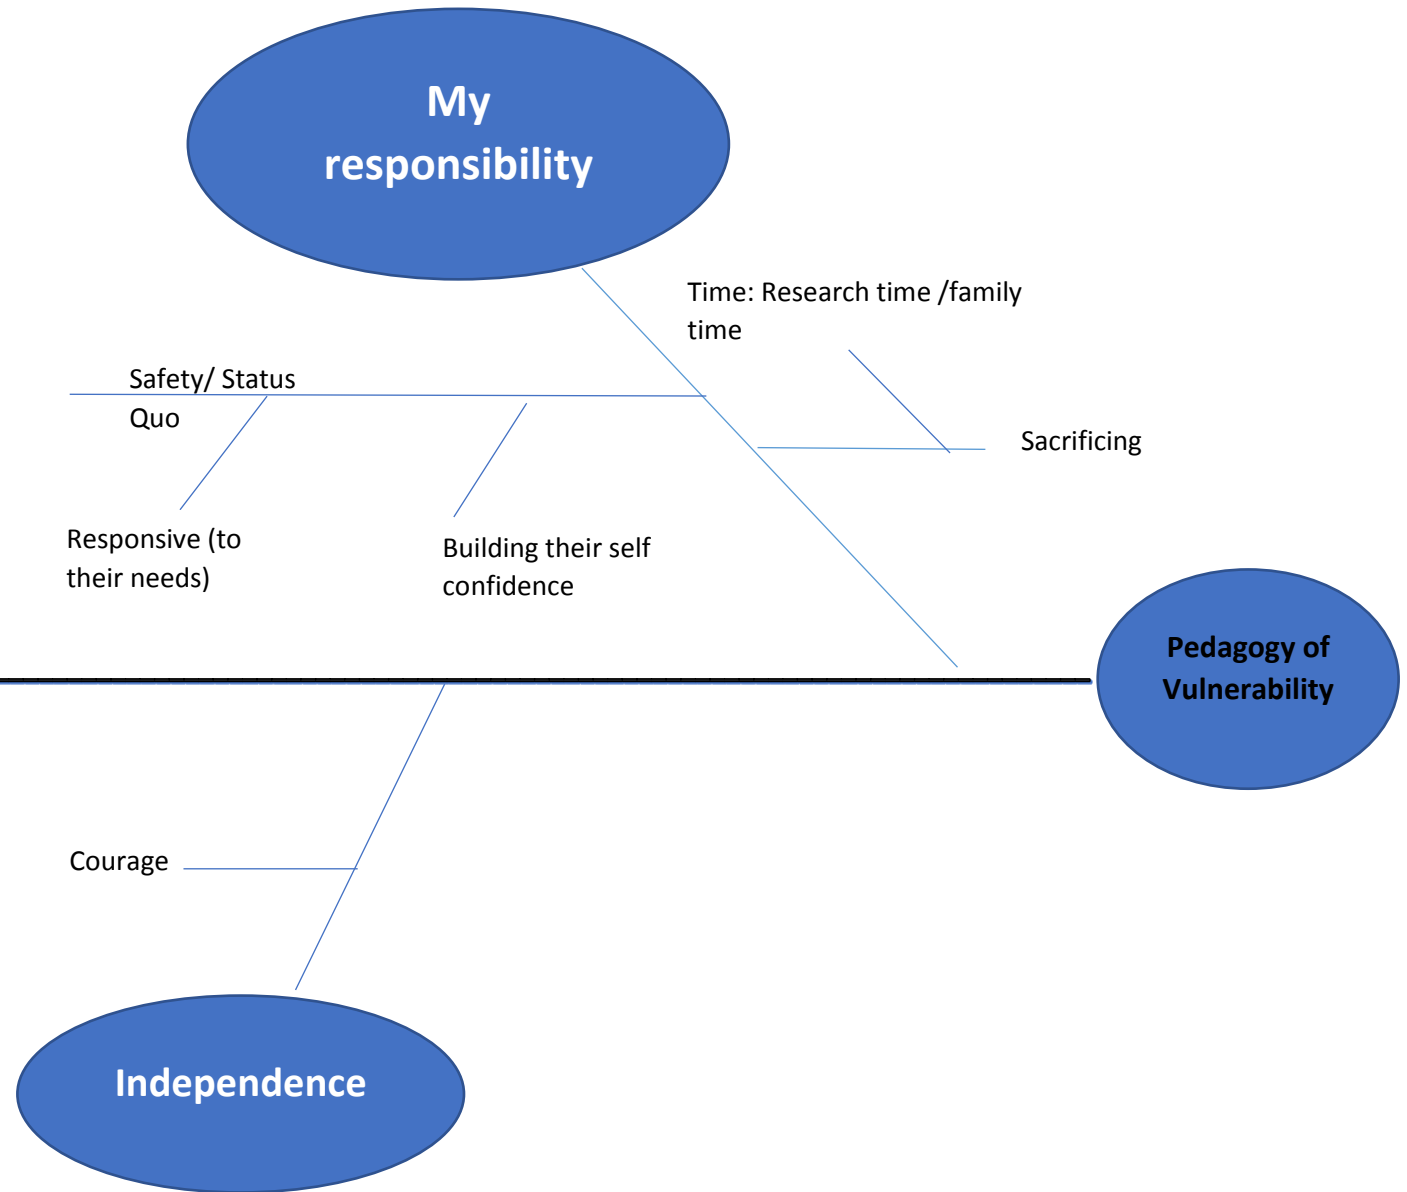 My
responsibility
Time: Research time /family
time
Safety/ Status
Quo
Sacrificing
Responsive (to
their needs)
Building their self
confidence
Pedagogy of
Vulnerability
Courage
Independence